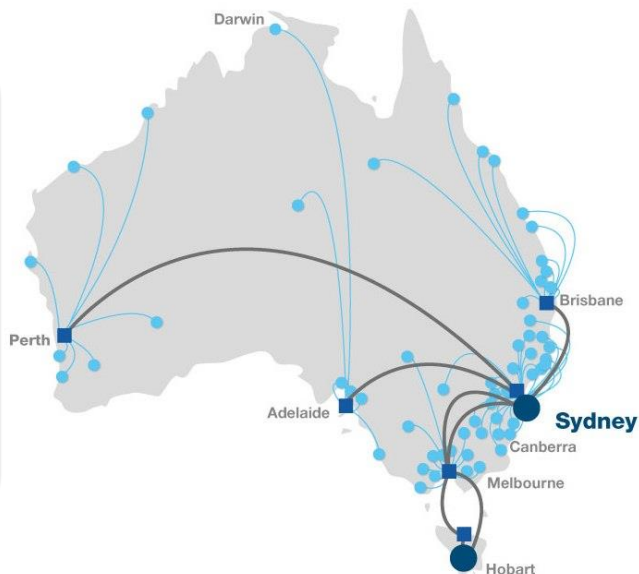 Darwin
Brisbane
Perth
Adelaide
Sydney
Canberra
Melbourne
Hobart